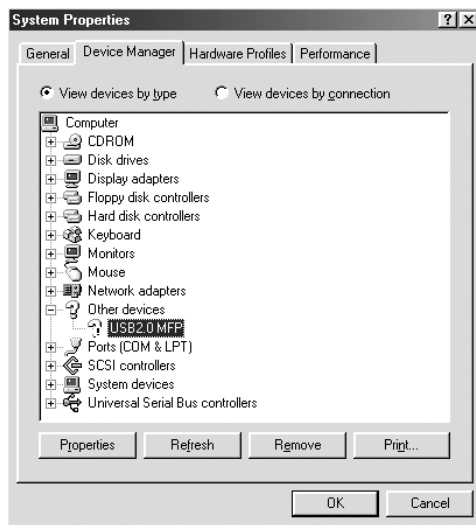 System Properties
General Device Manager Hardware Profiles Performance
View devices by type View devices by connection
Computer
CDROM
Disk drives
Display adapters
Floppy disk controllers
Hard disk controllers
Keyboard
Monitors
Mouse
Network adapters
Other devices
USB2.0 MFP
Ports (COM & LPT)
SCSI controllers
System devices
Universal Serial Bus controllers
Properties Refresh Remove Print...
OK Cancel